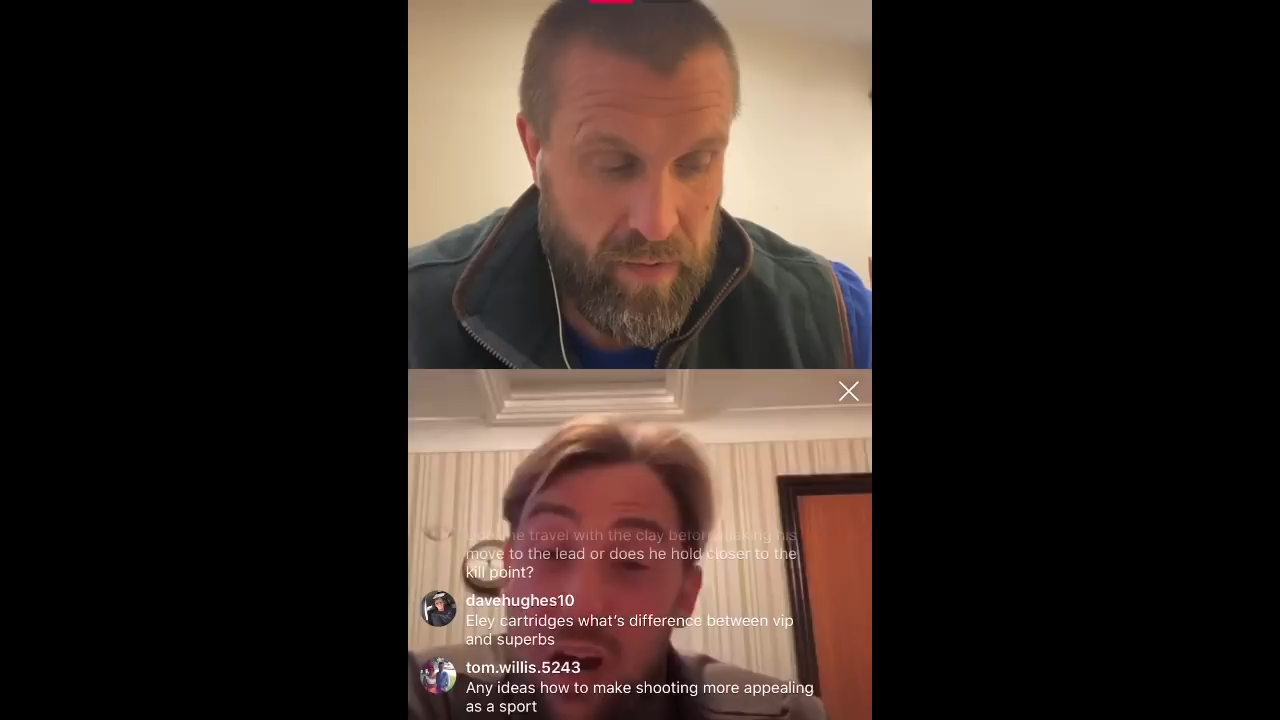 travel with the clay before making his
move to the lead or does he hold closer to the
kill point?
davehughes10
Eley cartridges what's difference between vip
and superbs
tom.willis.5243
Any ideas how to make shooting more appealing
as a sport